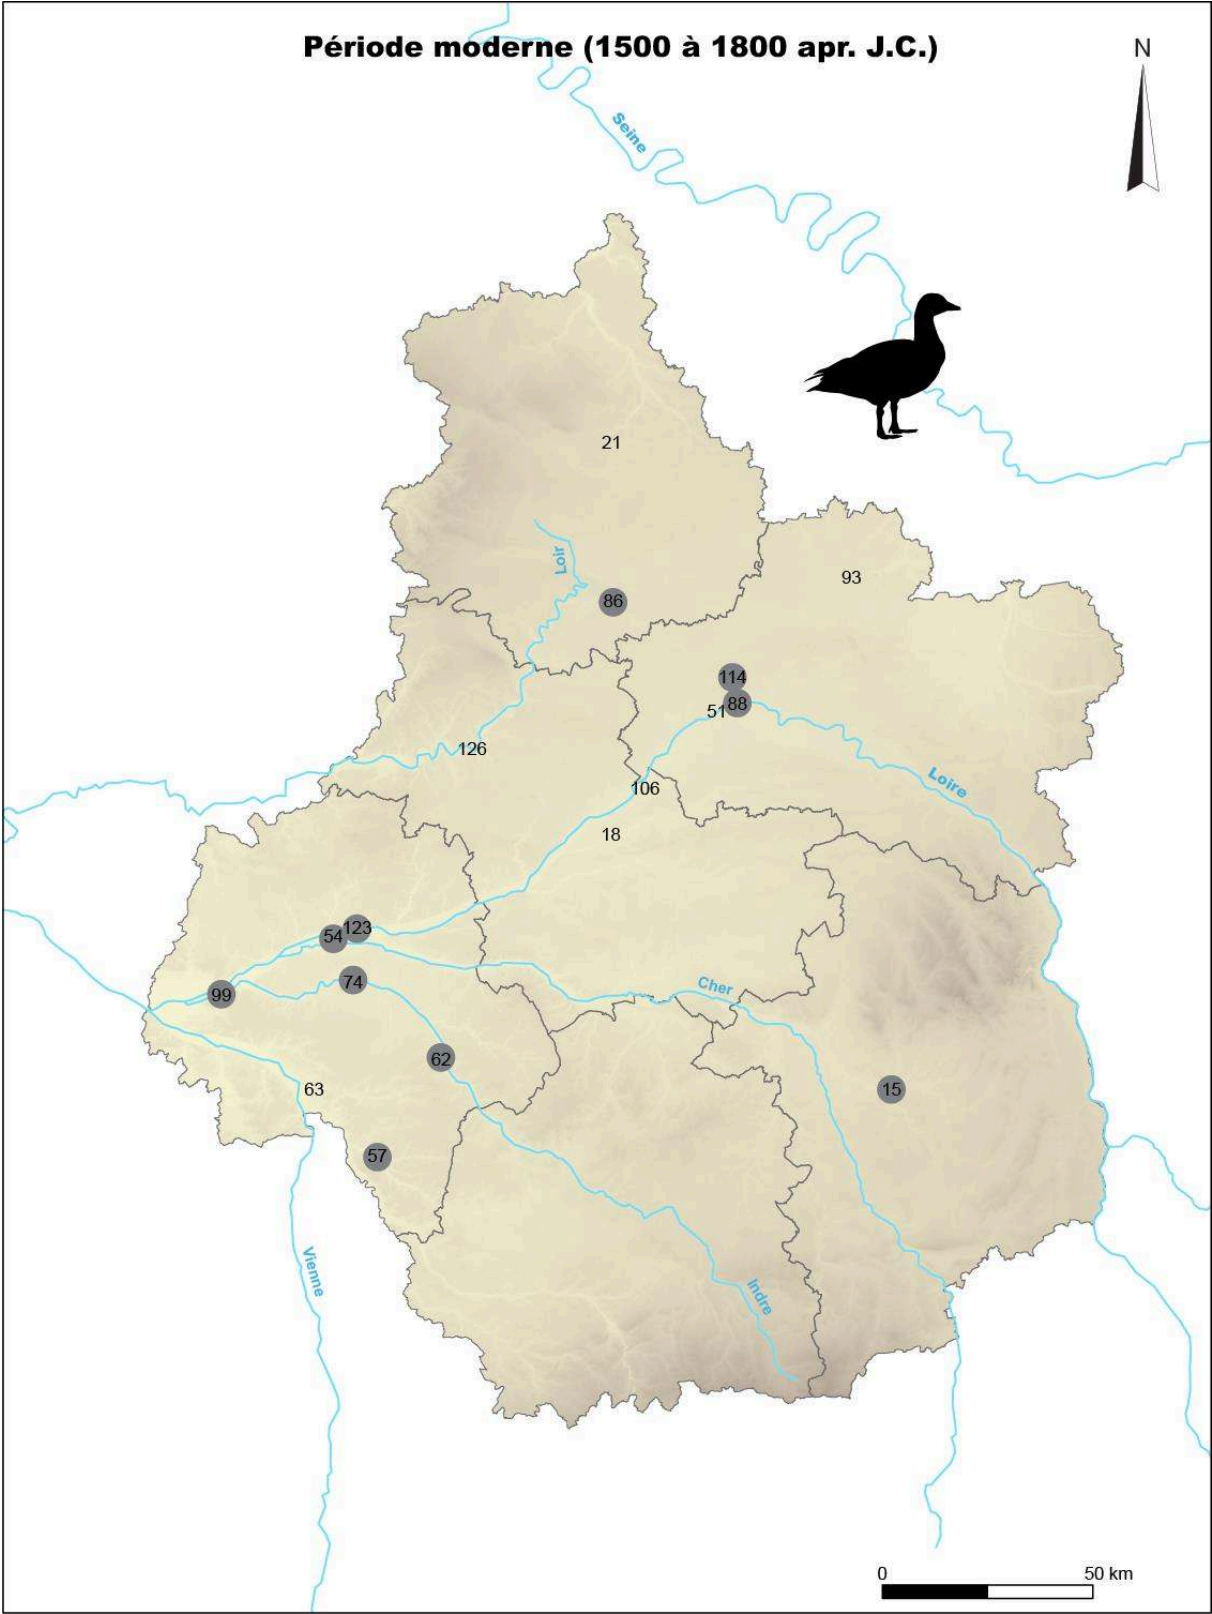 Période moderne (1500 à 1800 apr. J.C.)
N
Seine
21
Loir
93
86
114
51
88
126
Loire
106
18
123
54
74
99
Cher
62
63
15
57
Vienne
Indre
0 50 km